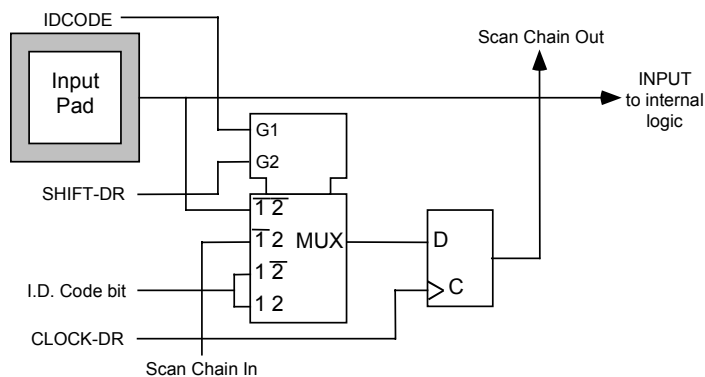 IDCODE
Scan Chain Out
Input
Pad
INPUT
to internal
logic
G1
G2
SHIFT-DR
1̅ 2̅
1̅ 2
MUX
D
1 2̅
I.D. Code bit
1 2
C
CLOCK-DR
Scan Chain In